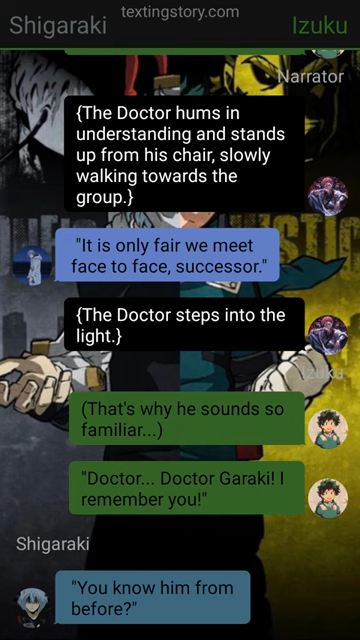 textingstory.com
Shigaraki
Izuku
Narrator
{The Doctor hums in
understanding and stands
up from his chair, slowly
walking towards the
group.}
"It is only fair we meet
face to face, successor."
{The Doctor steps into the
light.}
Izuku
(That's why he sounds so
familiar...)
"Doctor... Doctor Garaki! I
remember you!"
Shigaraki
"You know him from
before?"